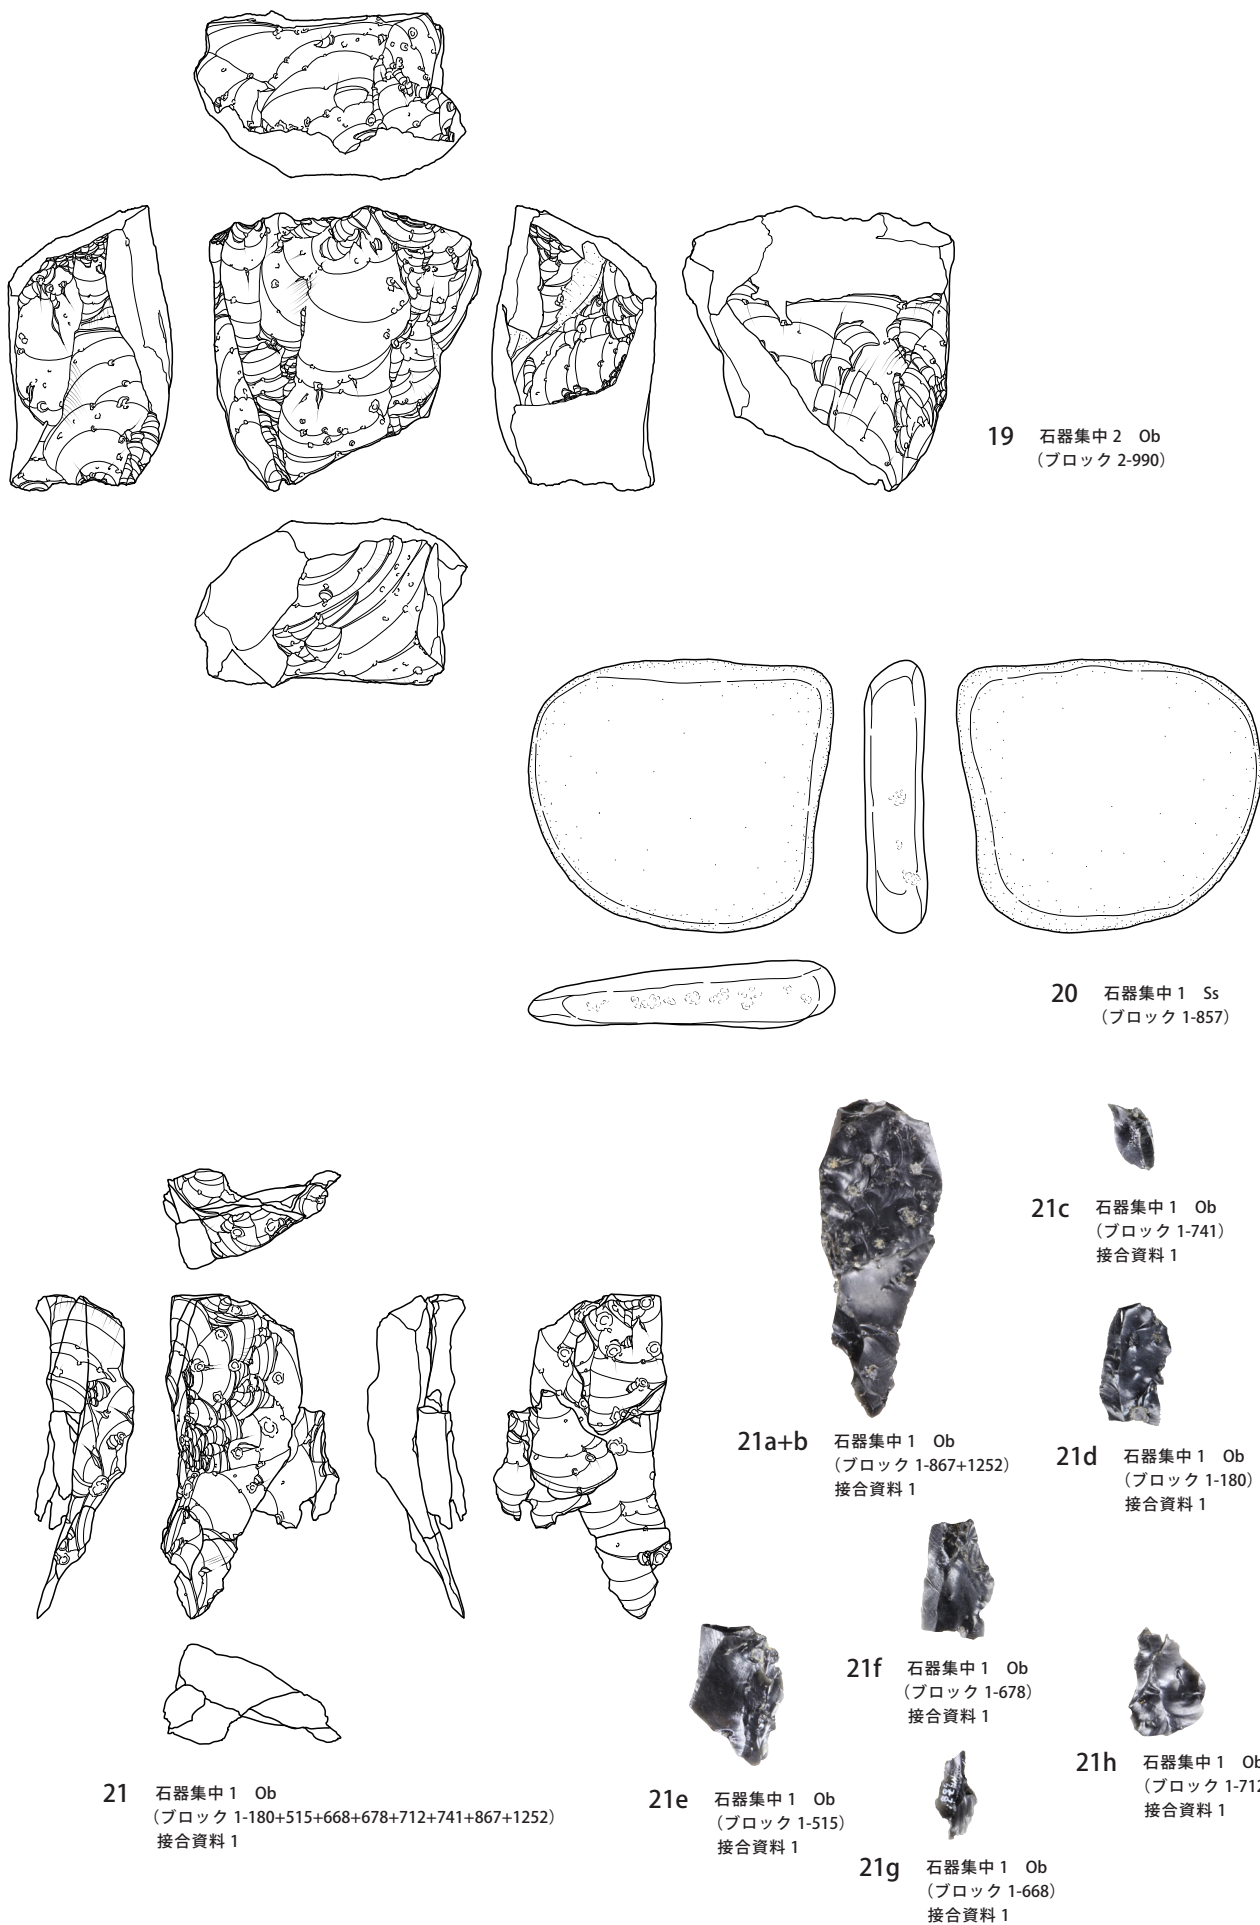 19 石器集中 2　Ob
（ブロック 2-990）
20 石器集中 1　Ss
（ブロック 1-857）
21c 石器集中 1　Ob
（ブロック 1-741）
接合資料 1
21a+b 石器集中 1　Ob
（ブロック 1-867+1252）
接合資料 1
21d 石器集中 1　Ob
（ブロック 1-180）
接合資料 1
21f 石器集中 1　Ob
（ブロック 1-678）
接合資料 1
21h 石器集中 1　Ob
（ブロック 1-712
接合資料 1
21 石器集中 1　Ob
（ブロック 1-180+515+668+678+712+741+867+1252）
接合資料 1
21e 石器集中 1　Ob
（ブロック 1-515）
接合資料 1
21g 石器集中 1　Ob
（ブロック 1-668）
接合資料 1